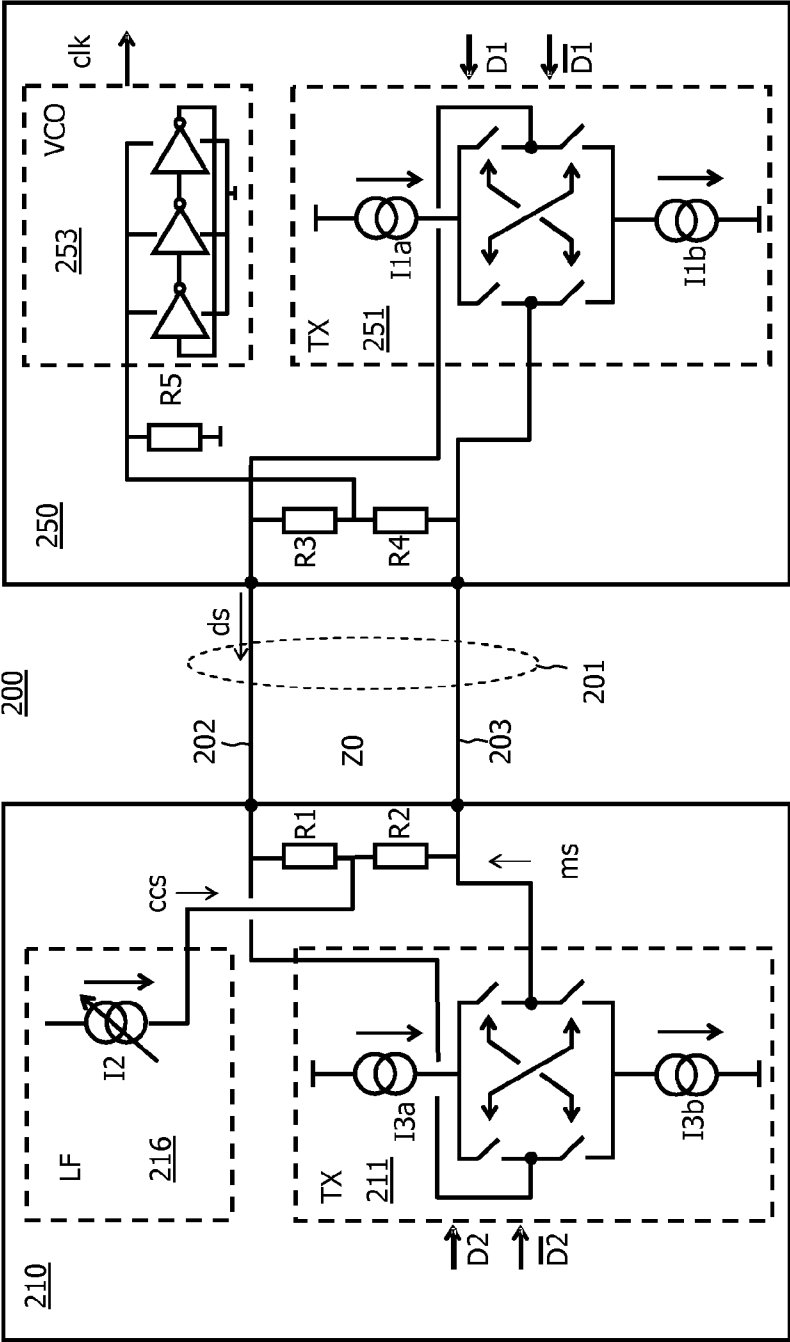 200
210
LF
216
I2
ccs
TX
211
I3a
I3b
D2
D2
R1
R2
ms
202
203
Z0
ds
201
250
R3
R4
R5
VCO
253
clk
TX
251
I1a
I1b
D1
D1